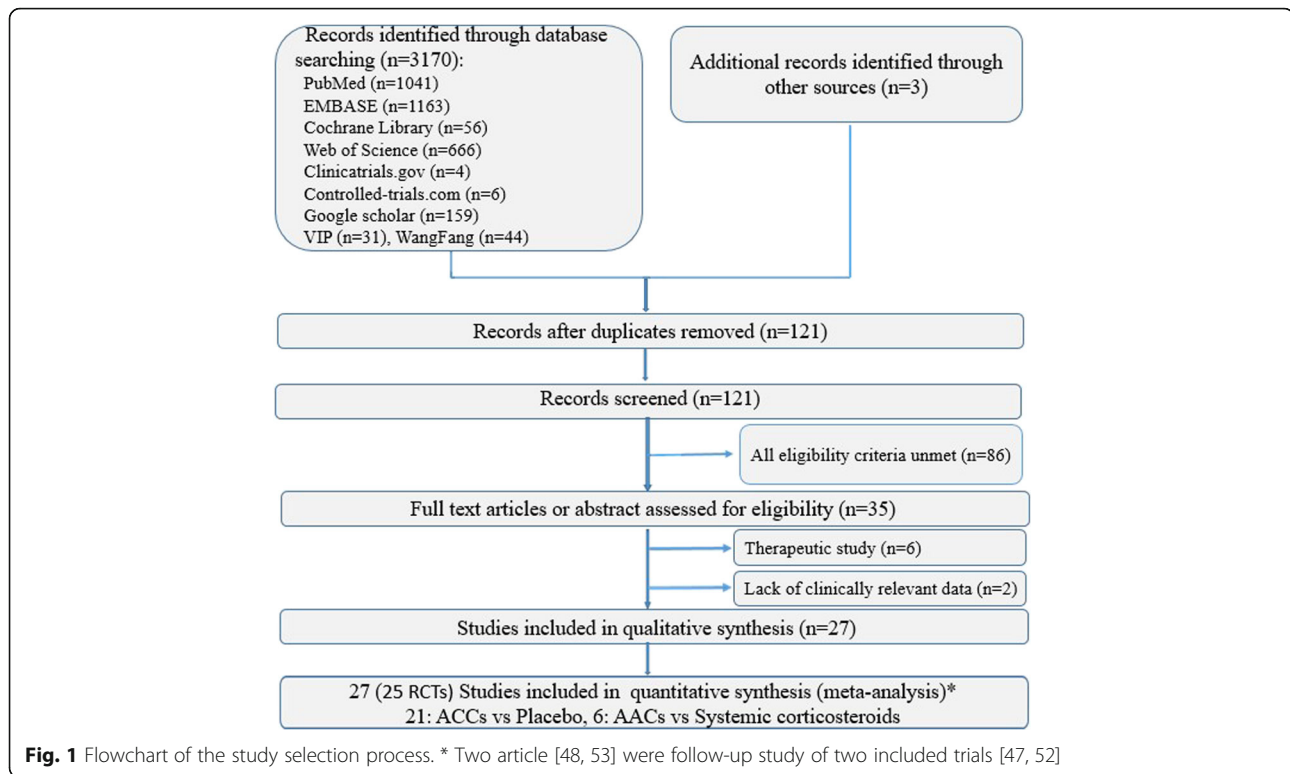 Records identified through database
searching (n=3170):
PubMed (n=1041)
EMBASE (n=1163)
Cochrane Library (n=56)
Web of Science (n=666)
Clinicatrials.gov (n=4)
Controlled-trials.com (n=6)
Google scholar (n=159)
VIP (n=31), WangFang (n=44)
Additional records identified through
other sources (n=3)
Records after duplicates removed (n=121)
Records screened (n=121)
All eligibility criteria unmet (n=86)
Full text articles or abstract assessed for eligibility (n=35)
Therapeutic study (n=6)
Lack of clinically relevant data (n=2)
Studies included in qualitative synthesis (n=27)
27 (25 RCTs) Studies included in quantitative synthesis (meta-analysis)*
21: ACCs vs Placebo, 6: AACs vs Systemic corticosteroids
Fig. 1 Flowchart of the study selection process. * Two article [48, 53] were follow-up study of two included trials [47, 52]